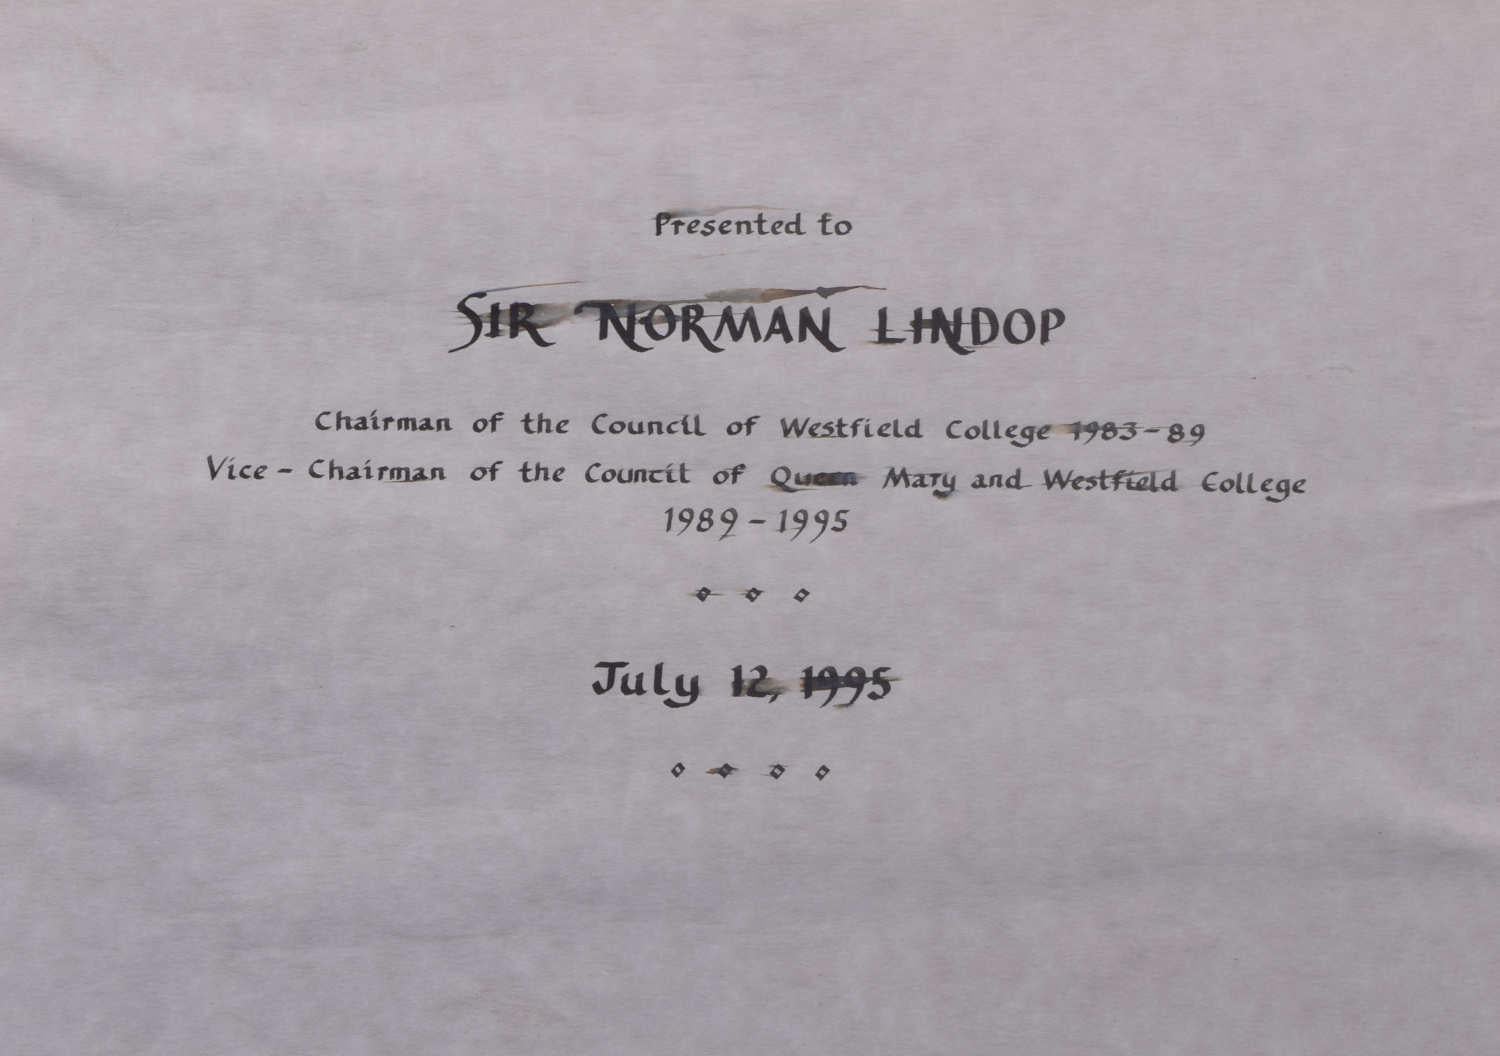 Presented to
SIR NORMAN LINDOP
Chairman of the Council of Westfield College 1983-89
Vice-Chairman of the Council of Queen Mary and Westfield College
1989-1995
July 12, 1995